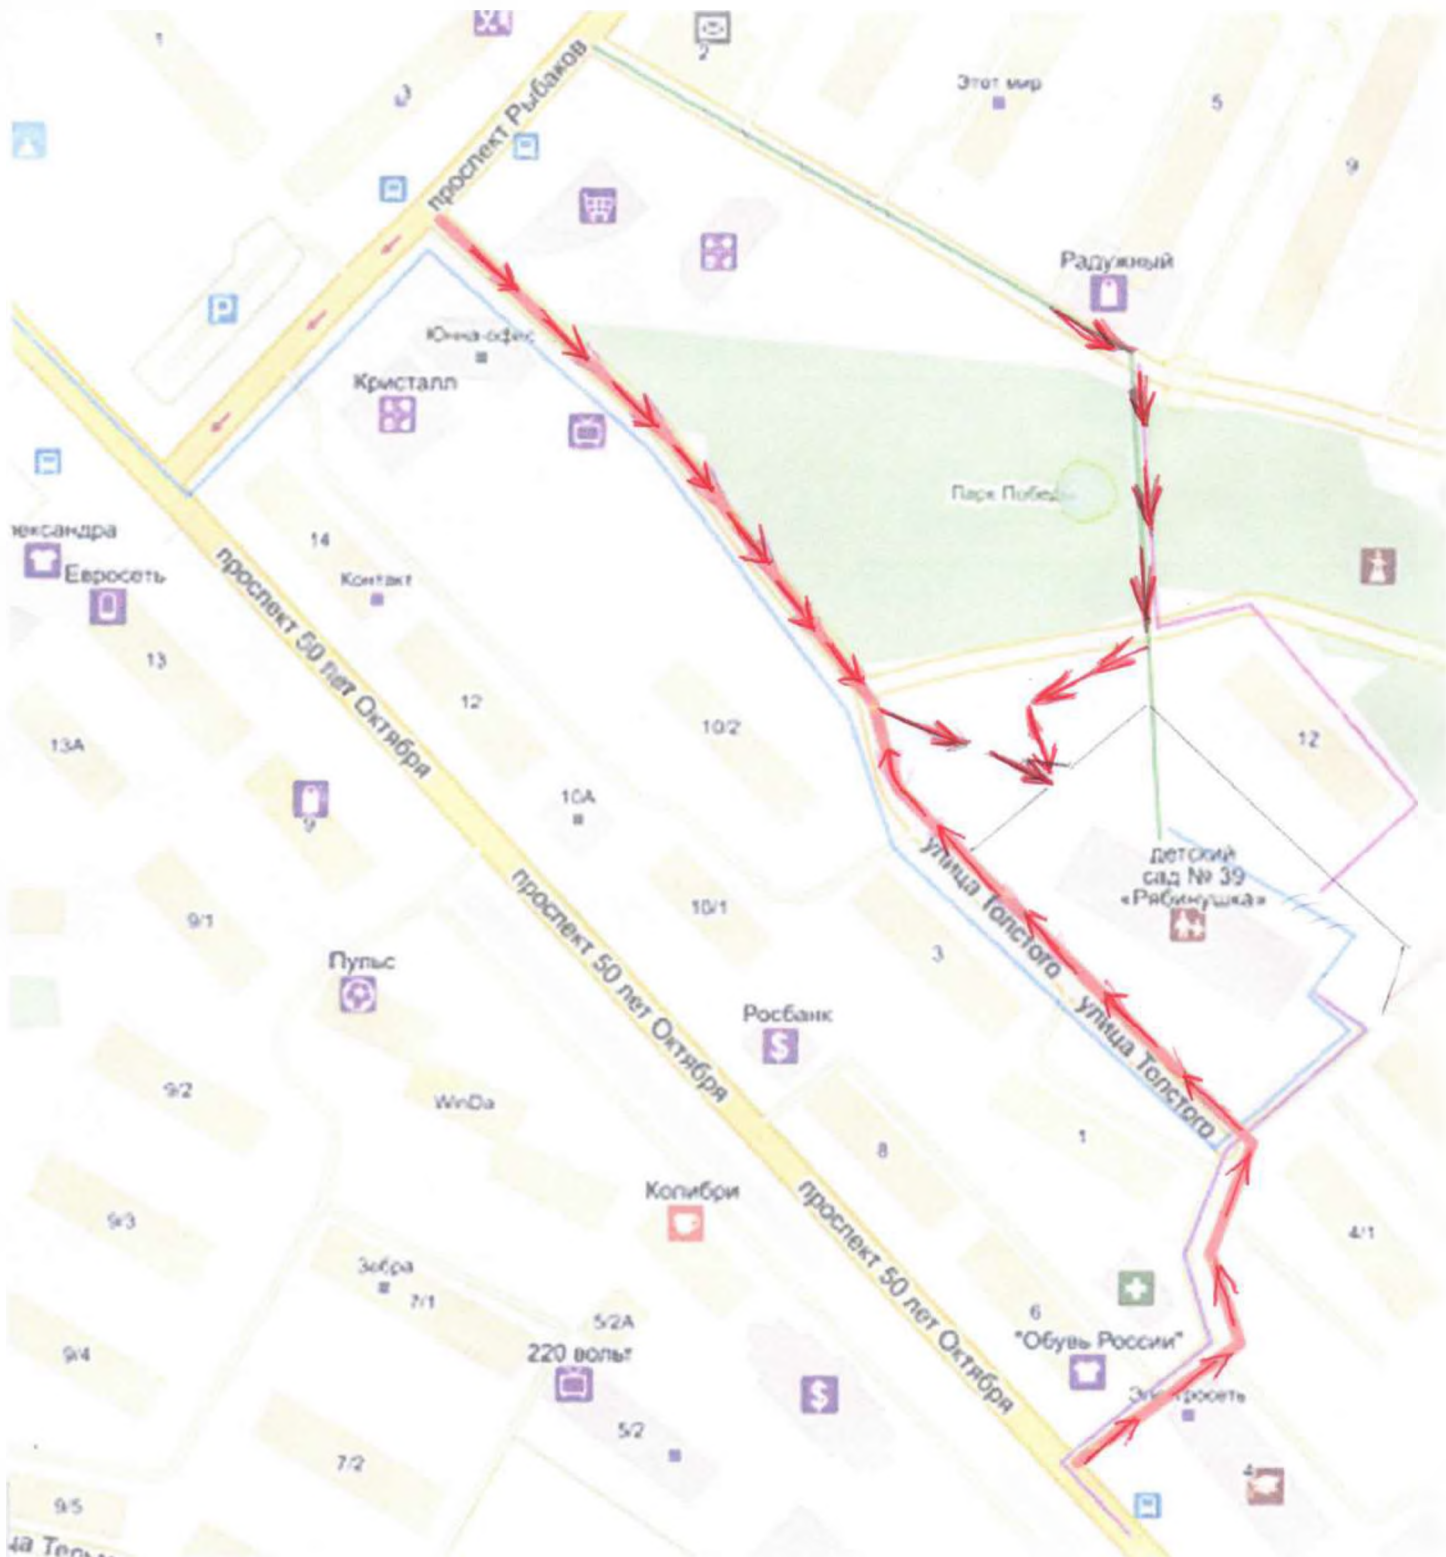 1
2
Этот мир
5
9
проспект Рыбаков
Радужный
Юнна-офис
Кристалл
Парк Победы
14
Контакт
Евросеть
13
проспект 50 лет Октября
12
10/2
12
13А
9
10А
улица Толстого
детский
сад № 39
«Рябинушка»
проспект 50 лет Октября
10/1
9/1
3
Пульс
улица Толстого
Росбанк
9/2
WinDa
1
8
Колибри
проспект 50 лет Октября
9/3
4/1
Зебра
7/1
5/2А
6
"Обувь России"
220 вольт
9/4
5/2
7/2
9/5